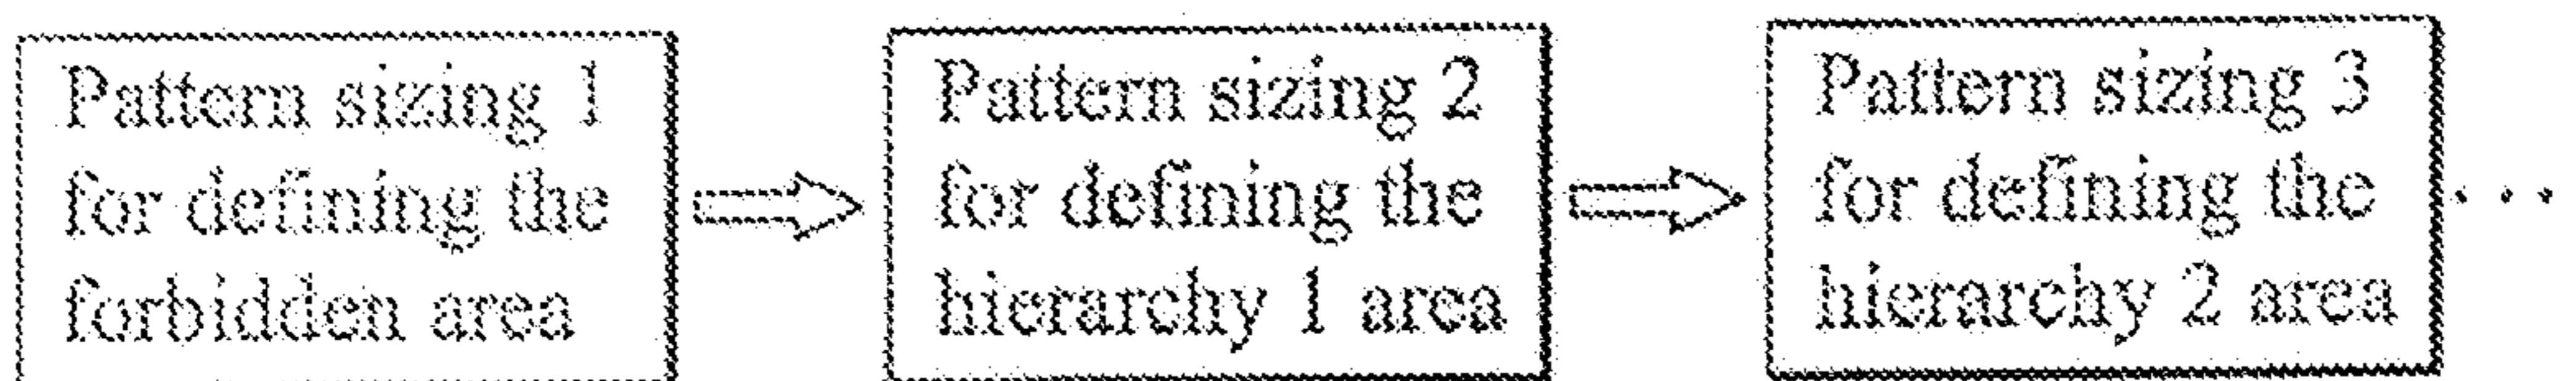 Pattern sizing 1
for defining the
forbidden area
Pattern sizing 2
for defining the
hierarchy 1 area
Pattern sizing 3
for defining the
hierarchy 2 area
. . .